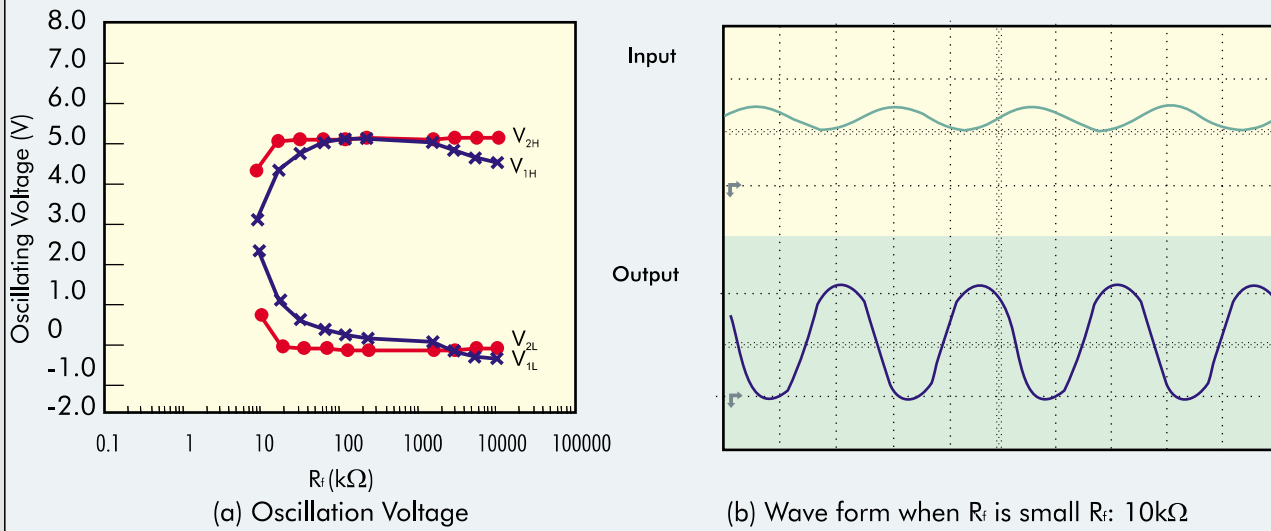 8.0
7.0
6.0
5.0
4.0
3.0
2.0
1.0
0
-1.0
-2.0
Oscillating Voltage (V)
V2H
V1H
V2L
V1L
0.1 1 10 100 1000 10000 100000
Rf (kΩ)
(a) Oscillation Voltage
Input
Output
(b) Wave form when Rf is small Rf: 10kΩ